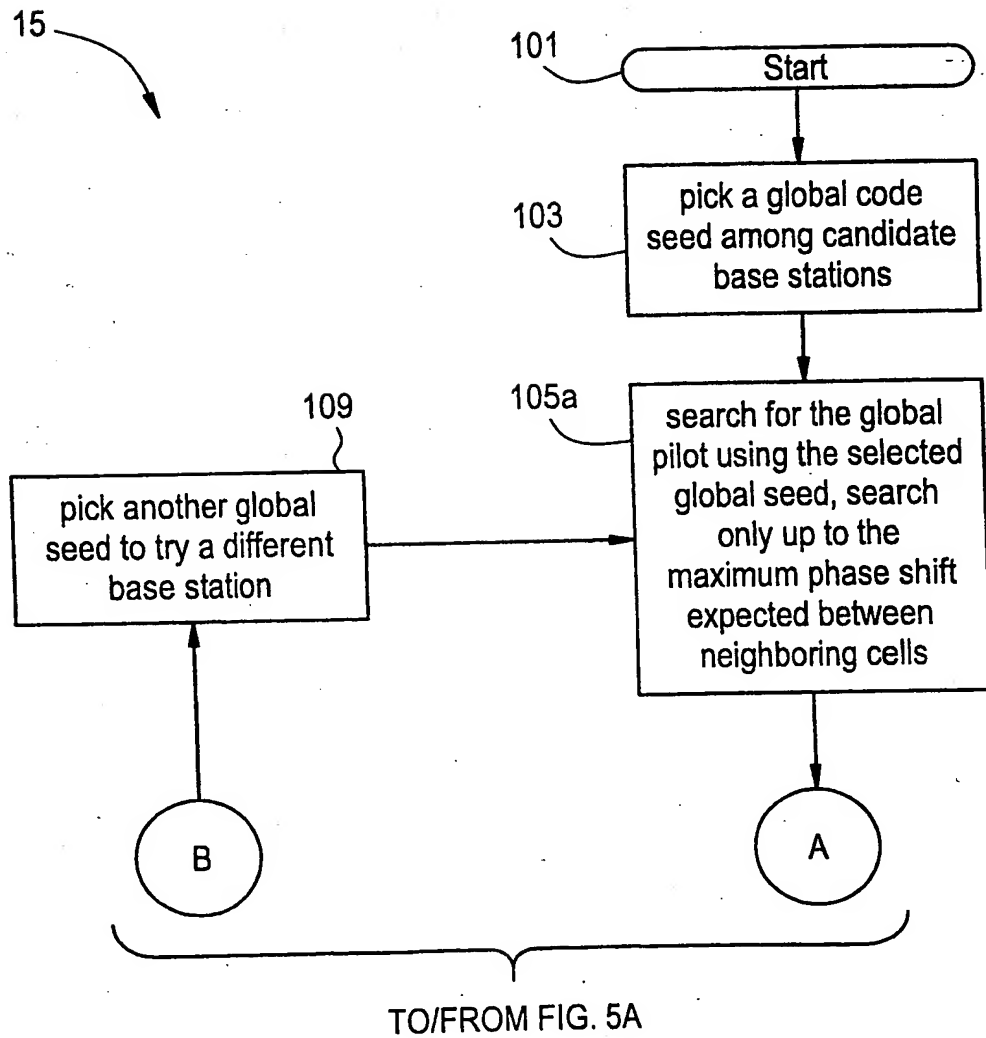 15
101
Start
103
pick a global code
seed among candidate
base stations
109
pick another global
seed to try a different
base station
105a
search for the global
pilot using the selected
global seed, search
only up to the
maximum phase shift
expected between
neighboring cells
B
A
TO/FROM FIG. 5A